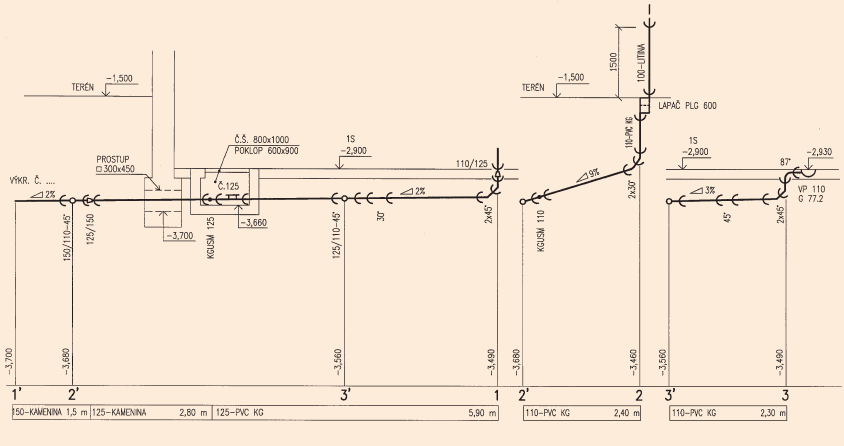 TERÉN
-1,500
PROSTUP
□300x450
VÝKR. Č. ....
2%
150/110-45°
125/150
-3,700
Č.Š. 800x1000
POKLOP 600x900
Č.125
-3,660
KGUSM 125
1S
-2,900
125/110-45°
30°
2%
110/125
2x45°
TERÉN
-1,500
1500
100-LITINA
LAPAČ PLG 600
110-PVC KG
9%
2x30°
KGUSM 110
1S
-2,900
87°
-2,930
VP 110
G 77.2
3%
45°
2x45°
-3,700
-3,680
-3,560
-3,490
-3,680
-3,460
-3,560
-3,490
1' 2' 3' 1 2' 2 3' 3
150-KAMENINA 1,5 m
125-KAMENINA 2,80 m
125-PVC KG 5,90 m
110-PVC KG 2,40 m
110-PVC KG 2,30 m